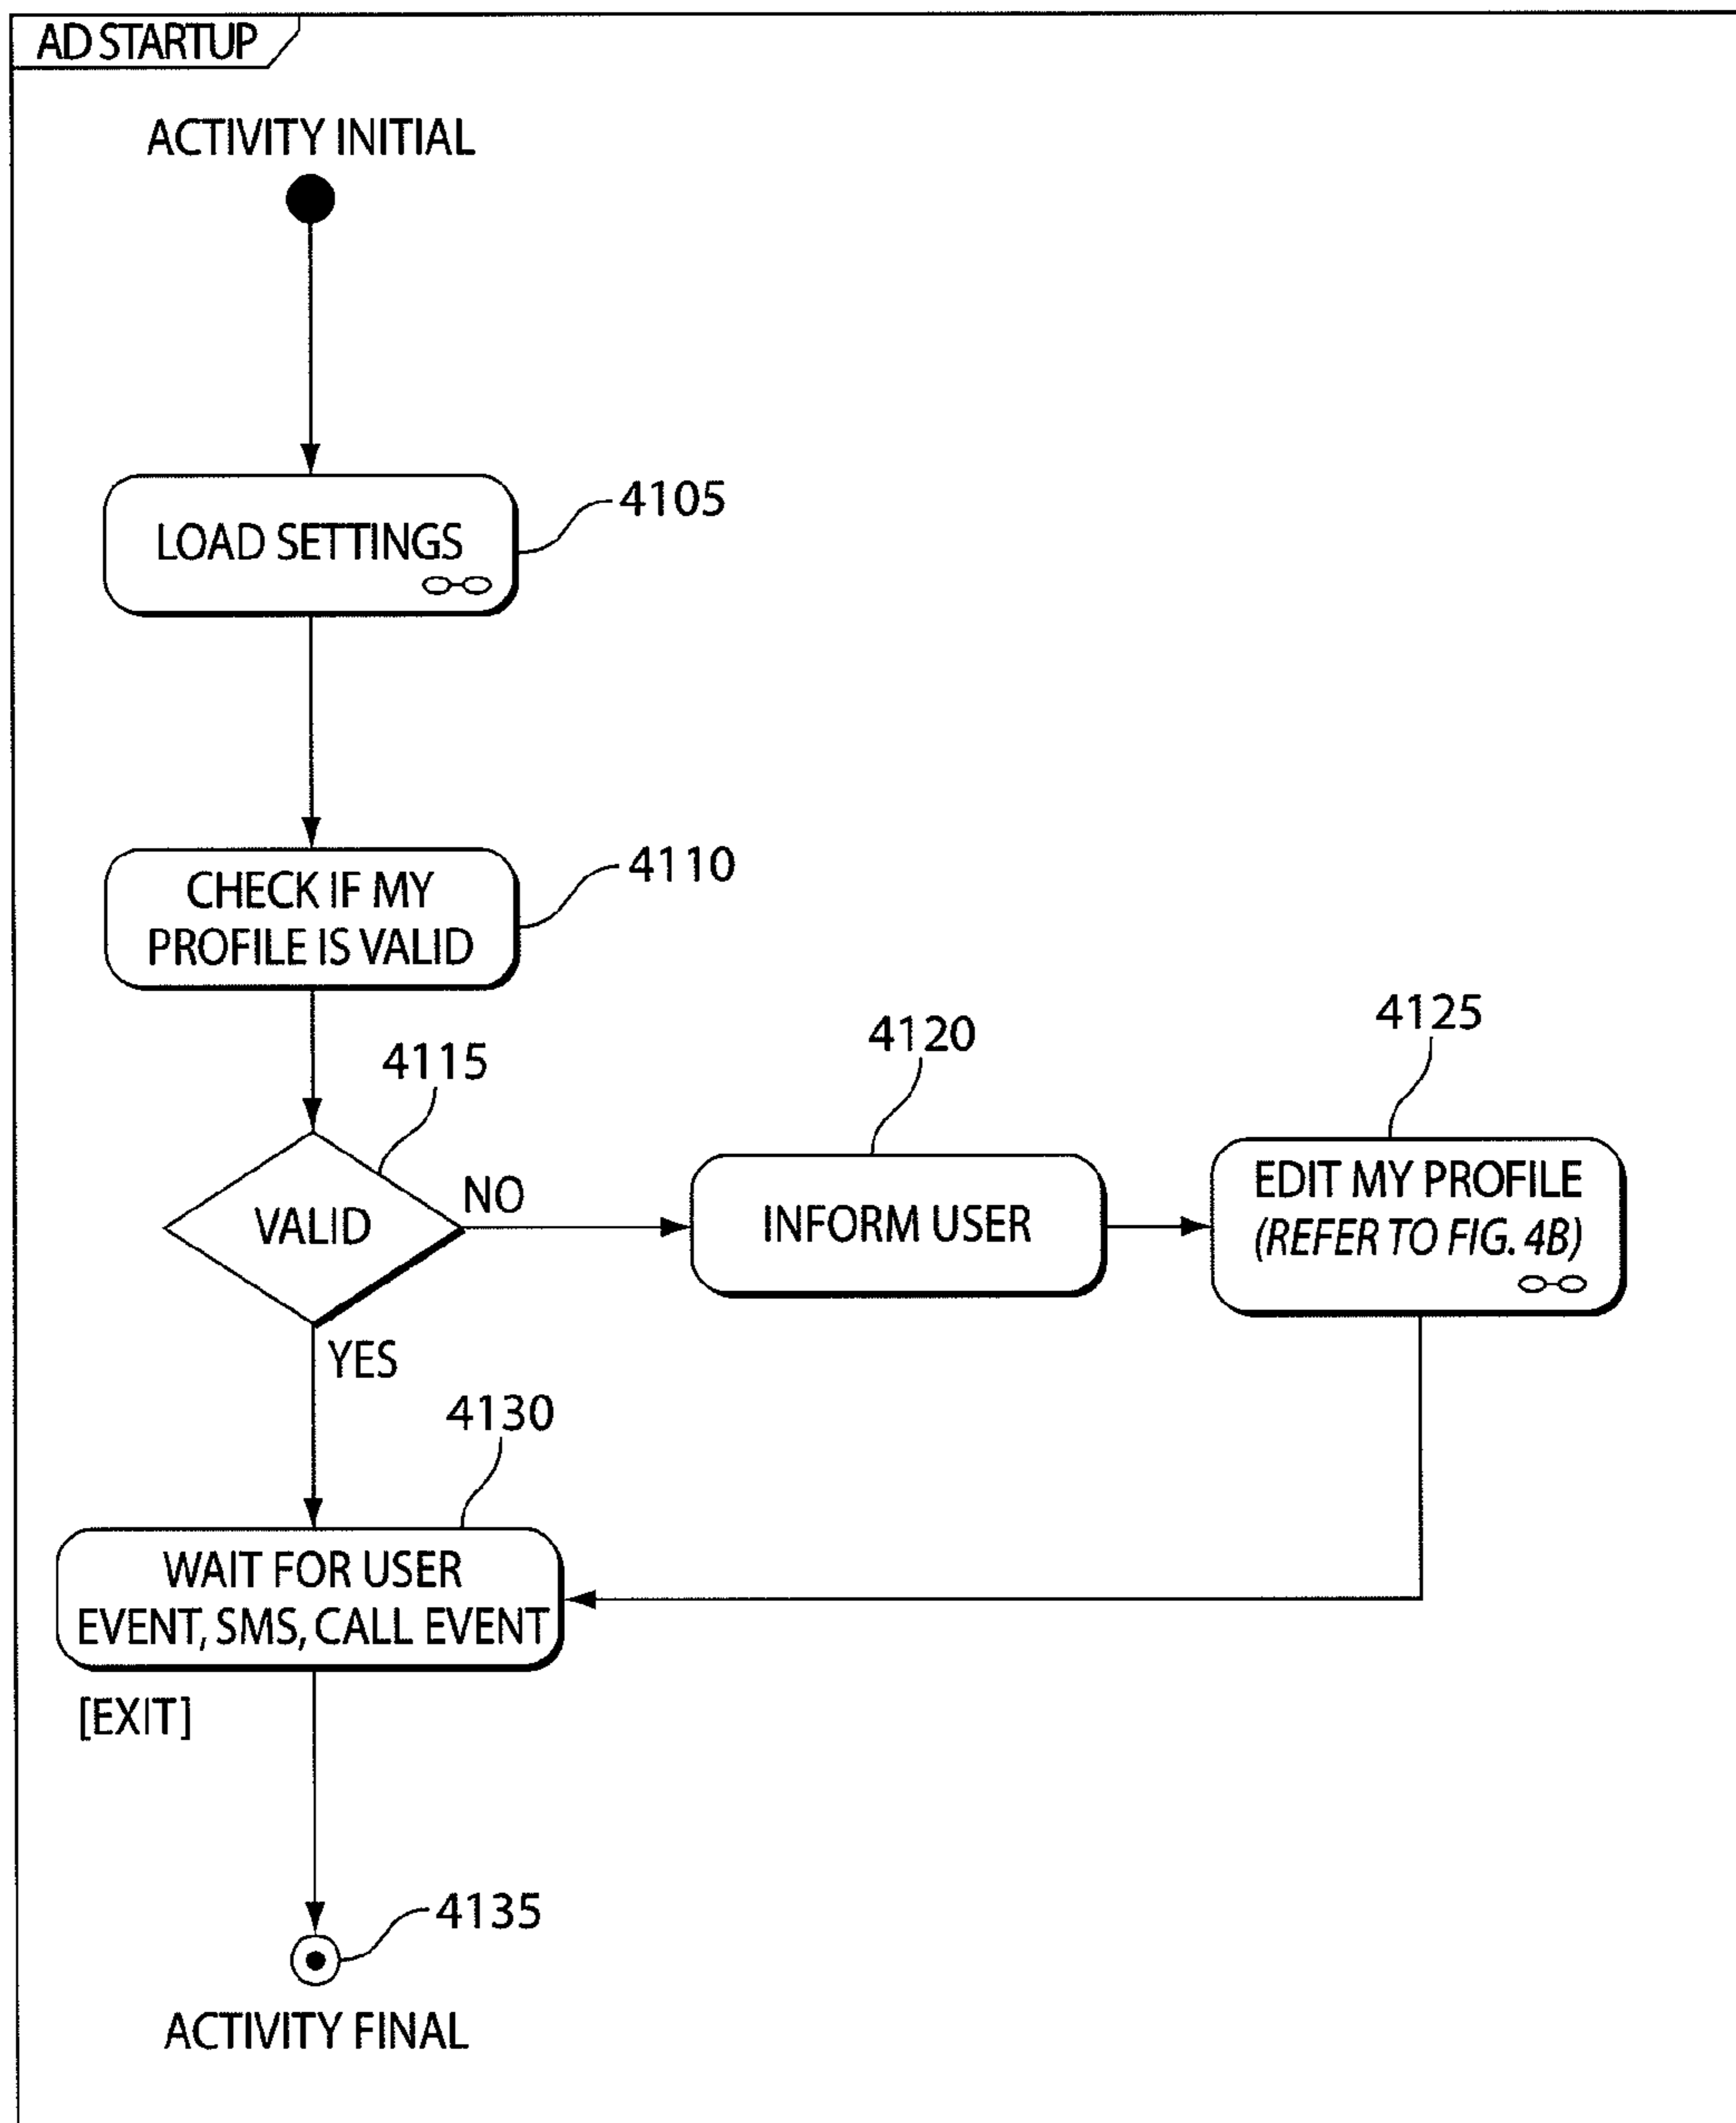 AD STARTUP
ACTIVITY INITIAL
LOAD SETTINGS
4105
CHECK IF MY
PROFILE IS VALID
4110
4115
VALID
NO
YES
4120
INFORM USER
4125
EDIT MY PROFILE
(REFER TO FIG. 4B)
4130
WAIT FOR USER
EVENT, SMS, CALL EVENT
[EXIT]
4135
ACTIVITY FINAL